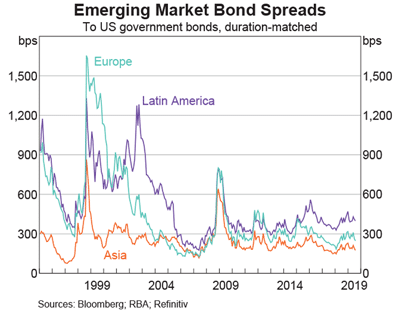 Emerging Market Bond Spreads
To US government bonds, duration-matched
bps bps
Europe
1,500 1,500
Latin America
1,200 1,200
900 900
600 600
300 300
Asia
0 0
1999 2004 2009 2014 2019
Sources: Bloomberg; RBA; Refinitiv